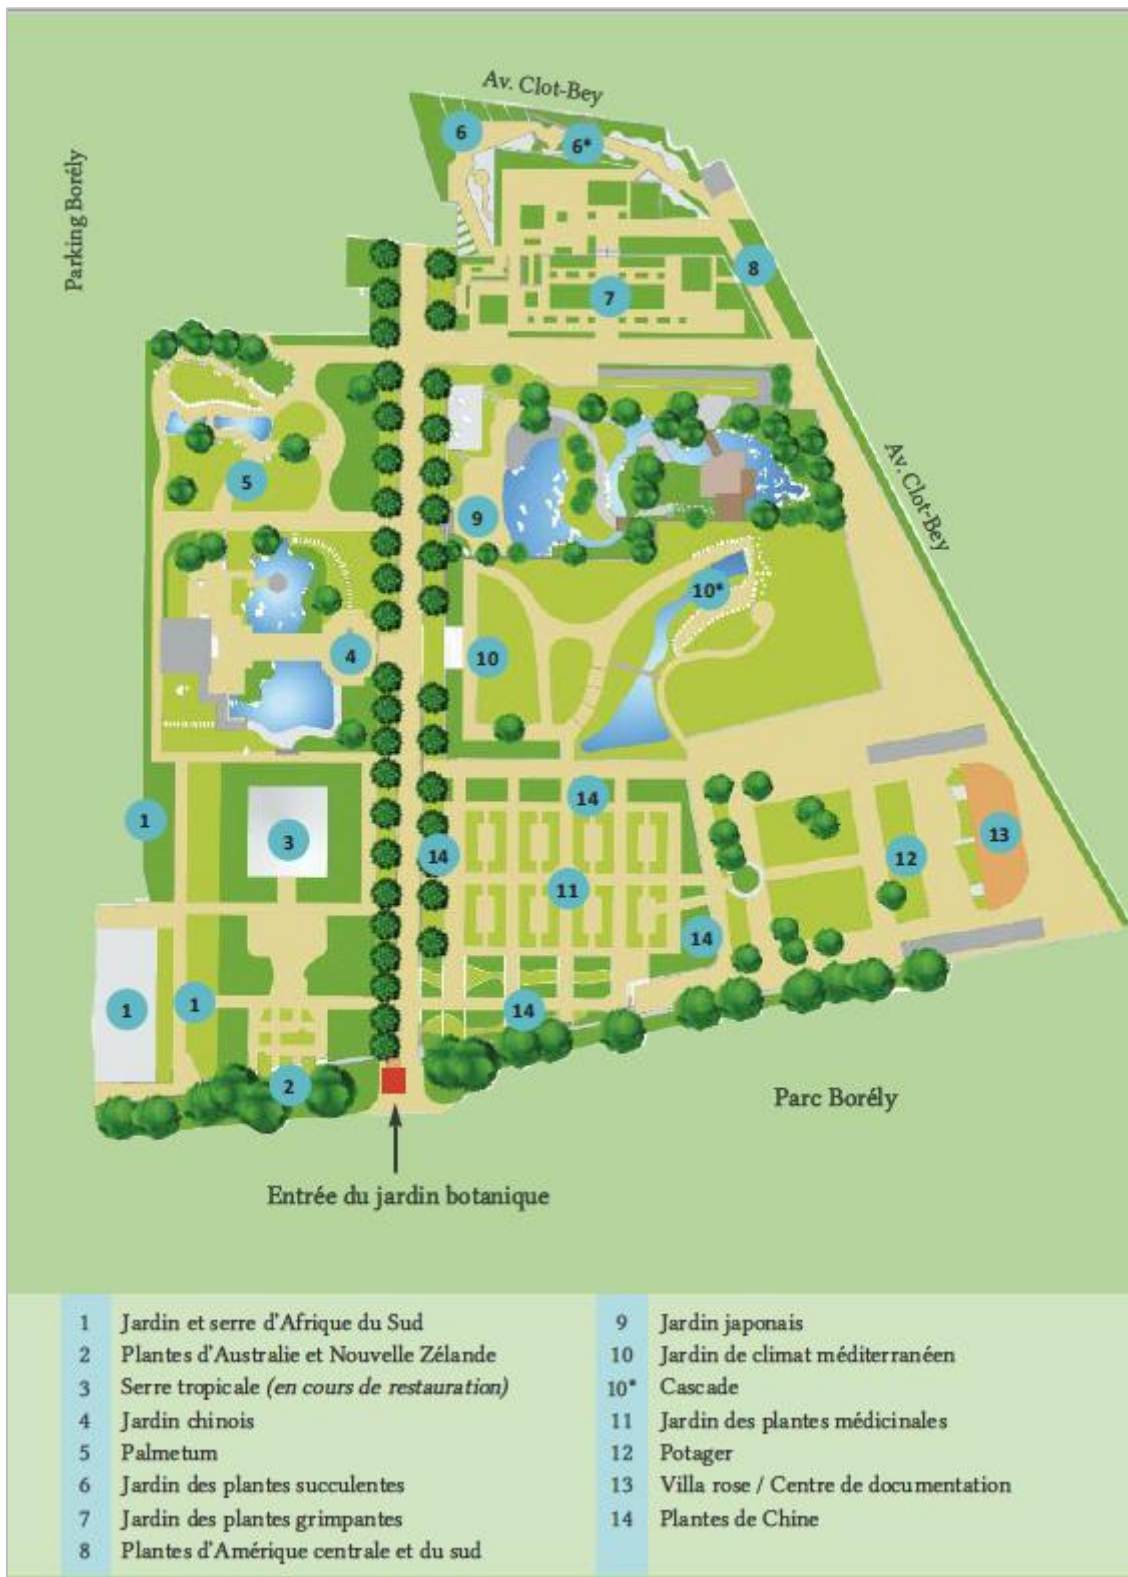 Av. Clot-Bey
6
6*
Parking Borély
8
7
5
Av. Clot-Bey
9
10*
4
10
14
1
3
13
14
12
11
14
1
1
14
2
Parc Borély
Entrée du jardin botanique
1 Jardin et serre d'Afrique du Sud
2 Plantes d'Australie et Nouvelle Zélande
3 Serre tropicale (en cours de restauration)
4 Jardin chinois
5 Palmetum
6 Jardin des plantes succulentes
7 Jardin des plantes grimpantes
8 Plantes d'Amérique centrale et du sud
9 Jardin japonais
10 Jardin de climat méditerranéen
10* Cascade
11 Jardin des plantes médicinales
12 Potager
13 Villa rose / Centre de documentation
14 Plantes de Chine